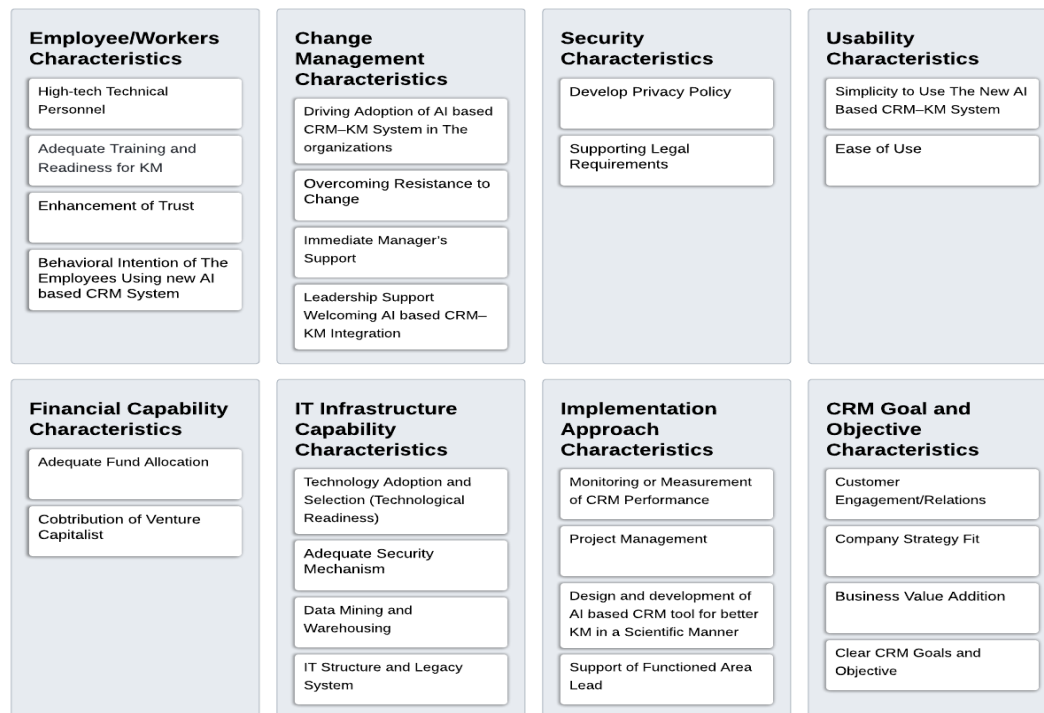 Employee/Workers
Characteristics
High-tech Technical
Personnel
Adequate Training and
Readiness for KM
Enhancement of Trust
Behavioral Intention of The
Employees Using new AI
based CRM System
Change
Management
Characteristics
Driving Adoption of AI based
CRM–KM System in The
organizations
Overcoming Resistance to
Change
Immediate Manager’s
Support
Leadership Support
Welcoming AI based CRM–
KM Integration
Security
Characteristics
Develop Privacy Policy
Supporting Legal
Requirements
Usability
Characteristics
Simplicity to Use The New AI
Based CRM–KM System
Ease of Use
Financial Capability
Characteristics
Adequate Fund Allocation
Cobtribution of Venture
Capitalist
IT Infrastructure
Capability
Characteristics
Technology Adoption and
Selection (Technological
Readiness)
Adequate Security
Mechanism
Data Mining and
Warehousing
IT Structure and Legacy
System
Implementation
Approach
Characteristics
Monitoring or Measurement
of CRM Performance
Project Management
Design and development of
AI based CRM tool for better
KM in a Scientific Manner
Support of Functioned Area
Lead
CRM Goal and
Objective
Characteristics
Customer
Engagement/Relations
Company Strategy Fit
Business Value Addition
Clear CRM Goals and
Objective